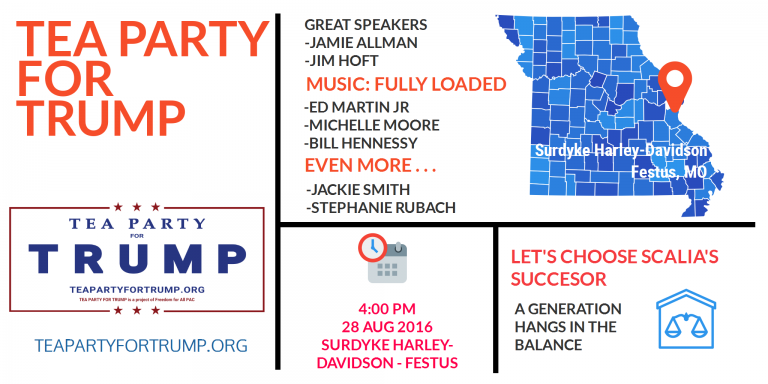 TEA PARTY
FOR
TRUMP
TEA PARTY
FOR
TRUMP
TEAPARTYFORTRUMP.ORG
TEA PARTY FOR TRUMP is a project of Freedom for All PAC
TEAPARTYFORTRUMP.ORG
GREAT SPEAKERS
-JAMIE ALLMAN
-JIM HOFT
MUSIC: FULLY LOADED
-ED MARTIN JR
-MICHELLE MOORE
-BILL HENNESSY
EVEN MORE . . .
-JACKIE SMITH
-STEPHANIE RUBACH
Surdyke Harley-Davidson
Festus, MO
4:00 PM
28 AUG 2016
SURDYKE HARLEY-
DAVIDSON - FESTUS
LET'S CHOOSE SCALIA'S
SUCCESOR
A GENERATION
HANGS IN THE
BALANCE